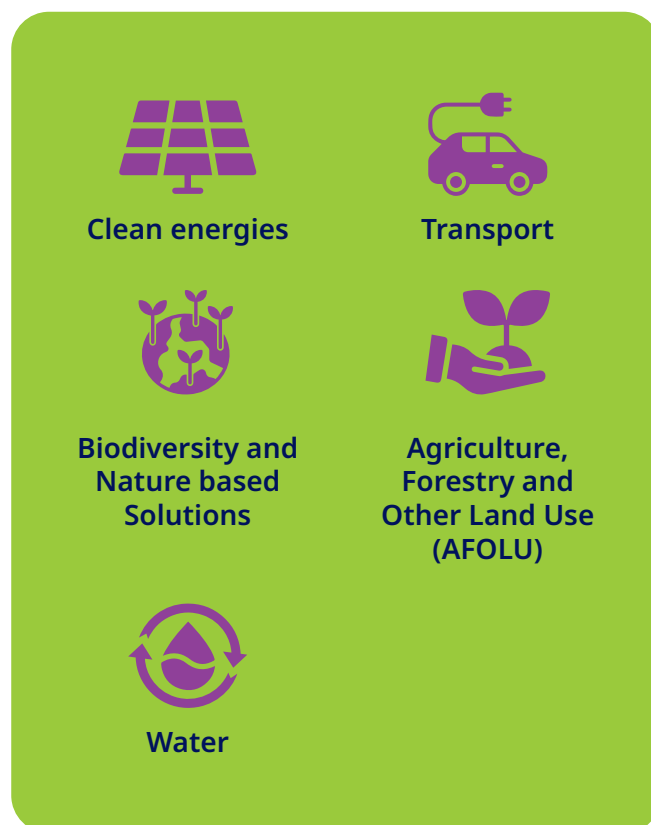 Clean energies
Transport
Biodiversity and
Nature based
Solutions
Agriculture,
Forestry and
Other Land Use
(AFOLU)
Water